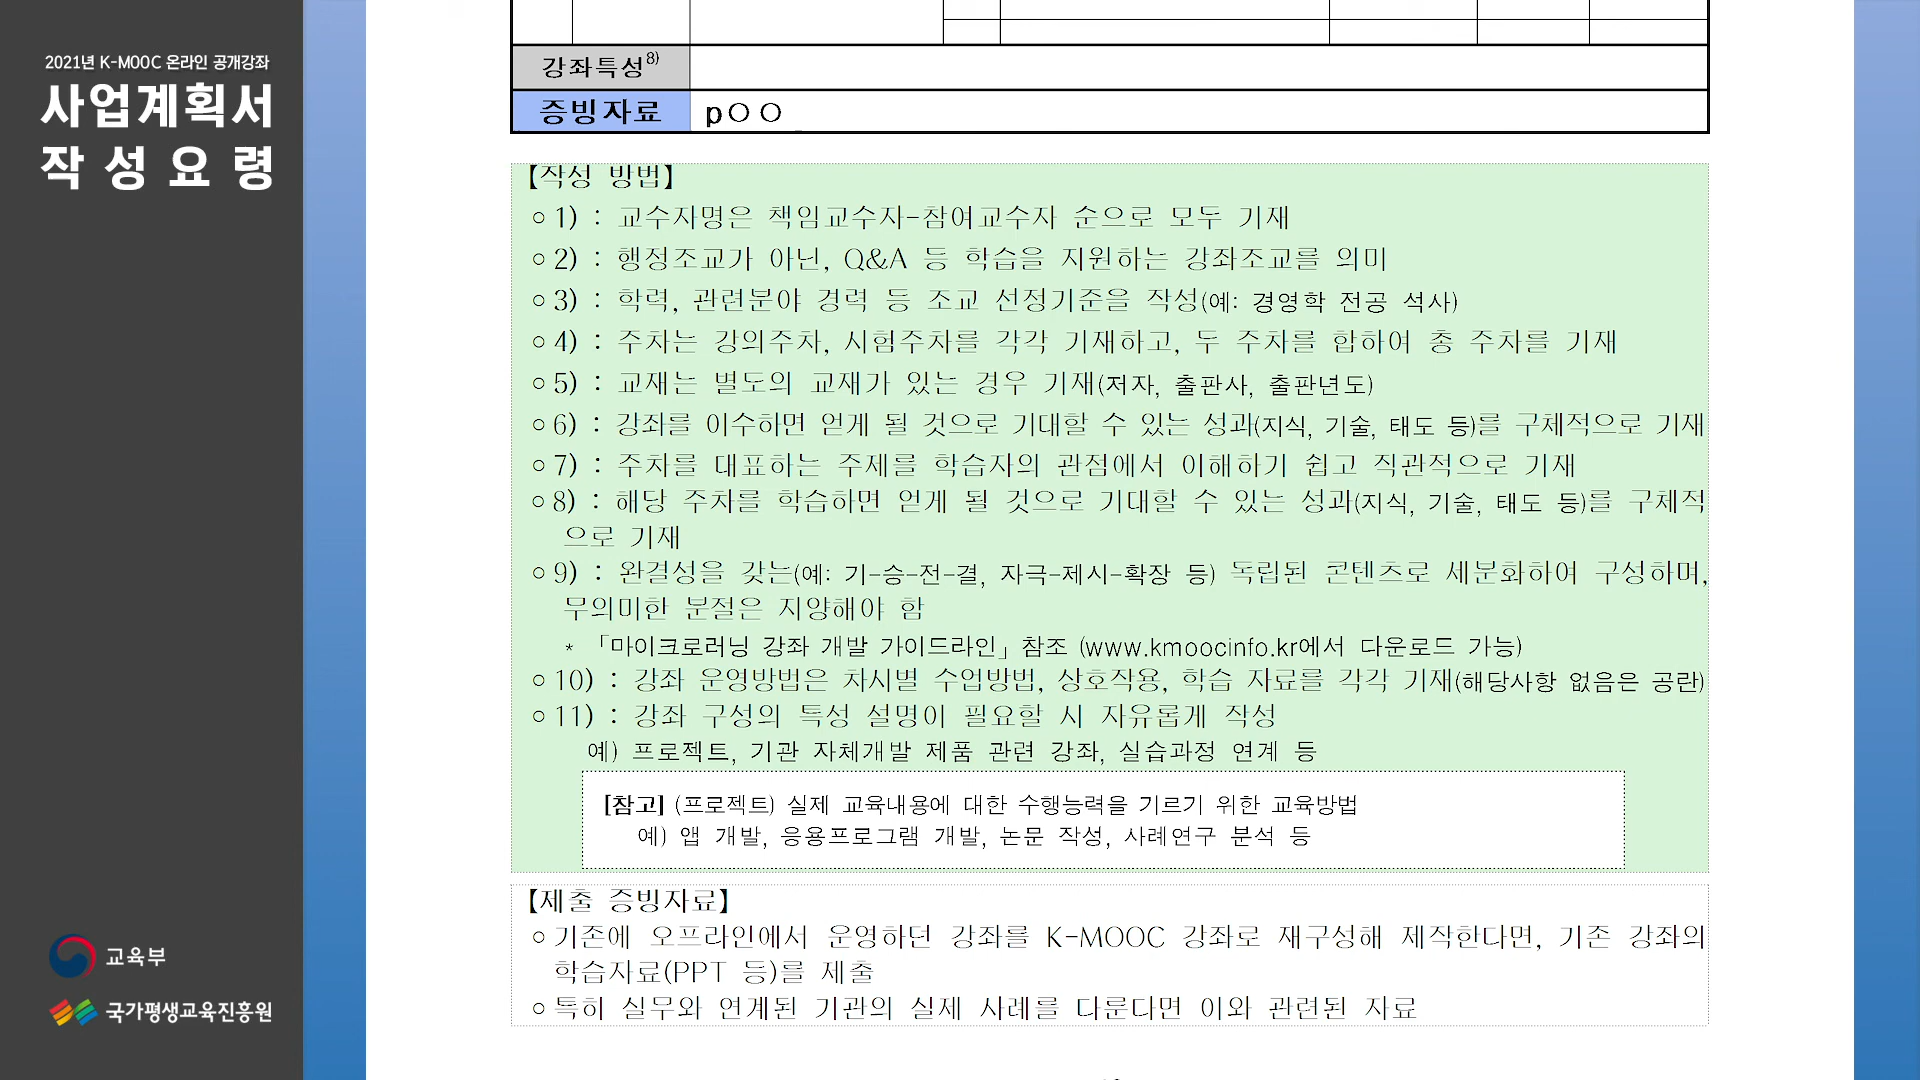 2021년 K-MOOC 온라인 공개강좌
사업계획서
작성요령
강좌특성8)
증빙자료 p○○
【작성 방법】
○ 1) : 교수자명은 책임교수자-참여교수자 순으로 모두 기재
○ 2) : 행정조교가 아닌, Q&A 등 학습을 지원하는 강좌조교를 의미
○ 3) : 학력, 관련분야 경력 등 조교 선정기준을 작성(예: 경영학 전공 석사)
○ 4) : 주차는 강의주차, 시험주차를 각각 기재하고, 두 주차를 합하여 총 주차를 기재
○ 5) : 교재는 별도의 교재가 있는 경우 기재(저자, 출판사, 출판년도)
○ 6) : 강좌를 이수하면 얻게 될 것으로 기대할 수 있는 성과(지식, 기술, 태도 등)를 구체적으로 기재
○ 7) : 주차를 대표하는 주제를 학습자의 관점에서 이해하기 쉽고 직관적으로 기재
○ 8) : 해당 주차를 학습하면 얻게 될 것으로 기대할 수 있는 성과(지식, 기술, 태도 등)를 구체적
으로 기재
○ 9) : 완결성을 갖는(예: 기-승-전-결, 자극-제시-확장 등) 독립된 콘텐츠로 세분화하여 구성하며,
무의미한 분절은 지양해야 함
* 「마이크로러닝 강좌 개발 가이드라인」참조 (www.kmoocinfo.kr에서 다운로드 가능)
○ 10) : 강좌 운영방법은 차시별 수업방법, 상호작용, 학습 자료를 각각 기재(해당사항 없음은 공란)
○ 11) : 강좌 구성의 특성 설명이 필요할 시 자유롭게 작성
예) 프로젝트, 기관 자체개발 제품 관련 강좌, 실습과정 연계 등
[참고] (프로젝트) 실제 교육내용에 대한 수행능력을 기르기 위한 교육방법
예) 앱 개발, 응용프로그램 개발, 논문 작성, 사례연구 분석 등
【제출 증빙자료】
○ 기존에 오프라인에서 운영하던 강좌를 K-MOOC 강좌로 재구성해 제작한다면, 기존 강좌의
학습자료(PPT 등)를 제출
○ 특히 실무와 연계된 기관의 실제 사례를 다룬다면 이와 관련된 자료
교육부
국가평생교육진흥원